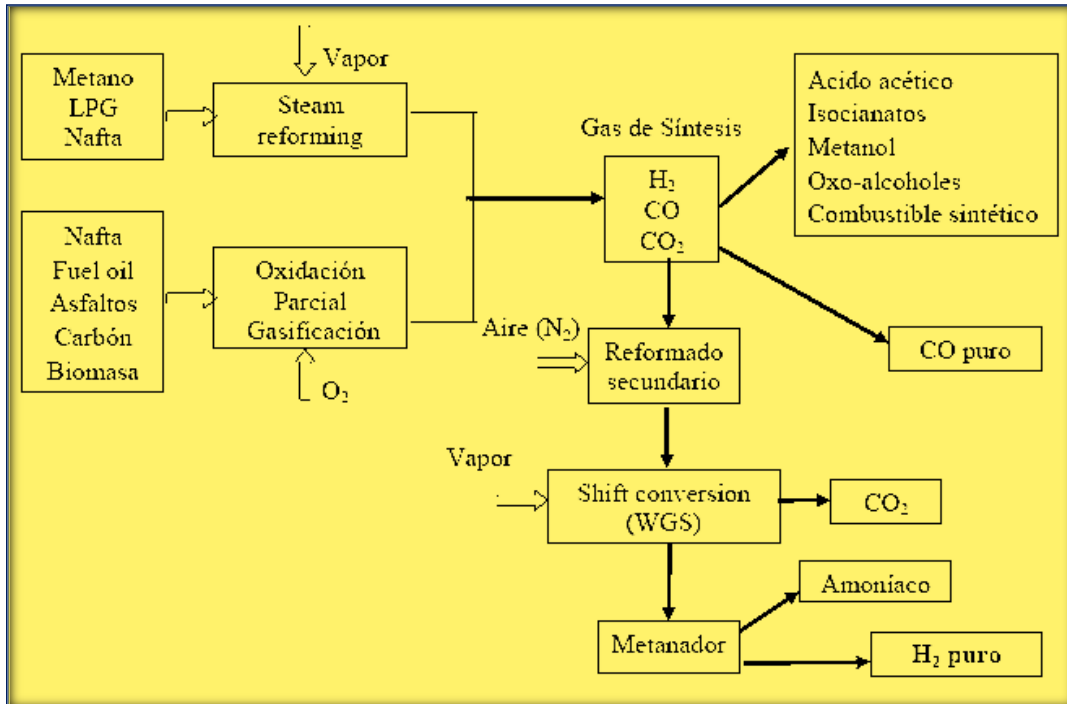 Vapor
Metano
LPG
Nafta
Steam
reforming
Gas de Síntesis
H₂
CO
CO₂
Acido acético
Isocianatos
Metanol
Oxo-alcoholes
Combustible sintético
Nafta
Fuel oil
Asfaltos
Carbón
Biomasa
Oxidación
Parcial
Gasificación
O₂
Aire (N₂)
Reformado
secundario
CO puro
Vapor
Shift conversion
(WGS)
CO₂
Amoníaco
Metanador
H₂ puro